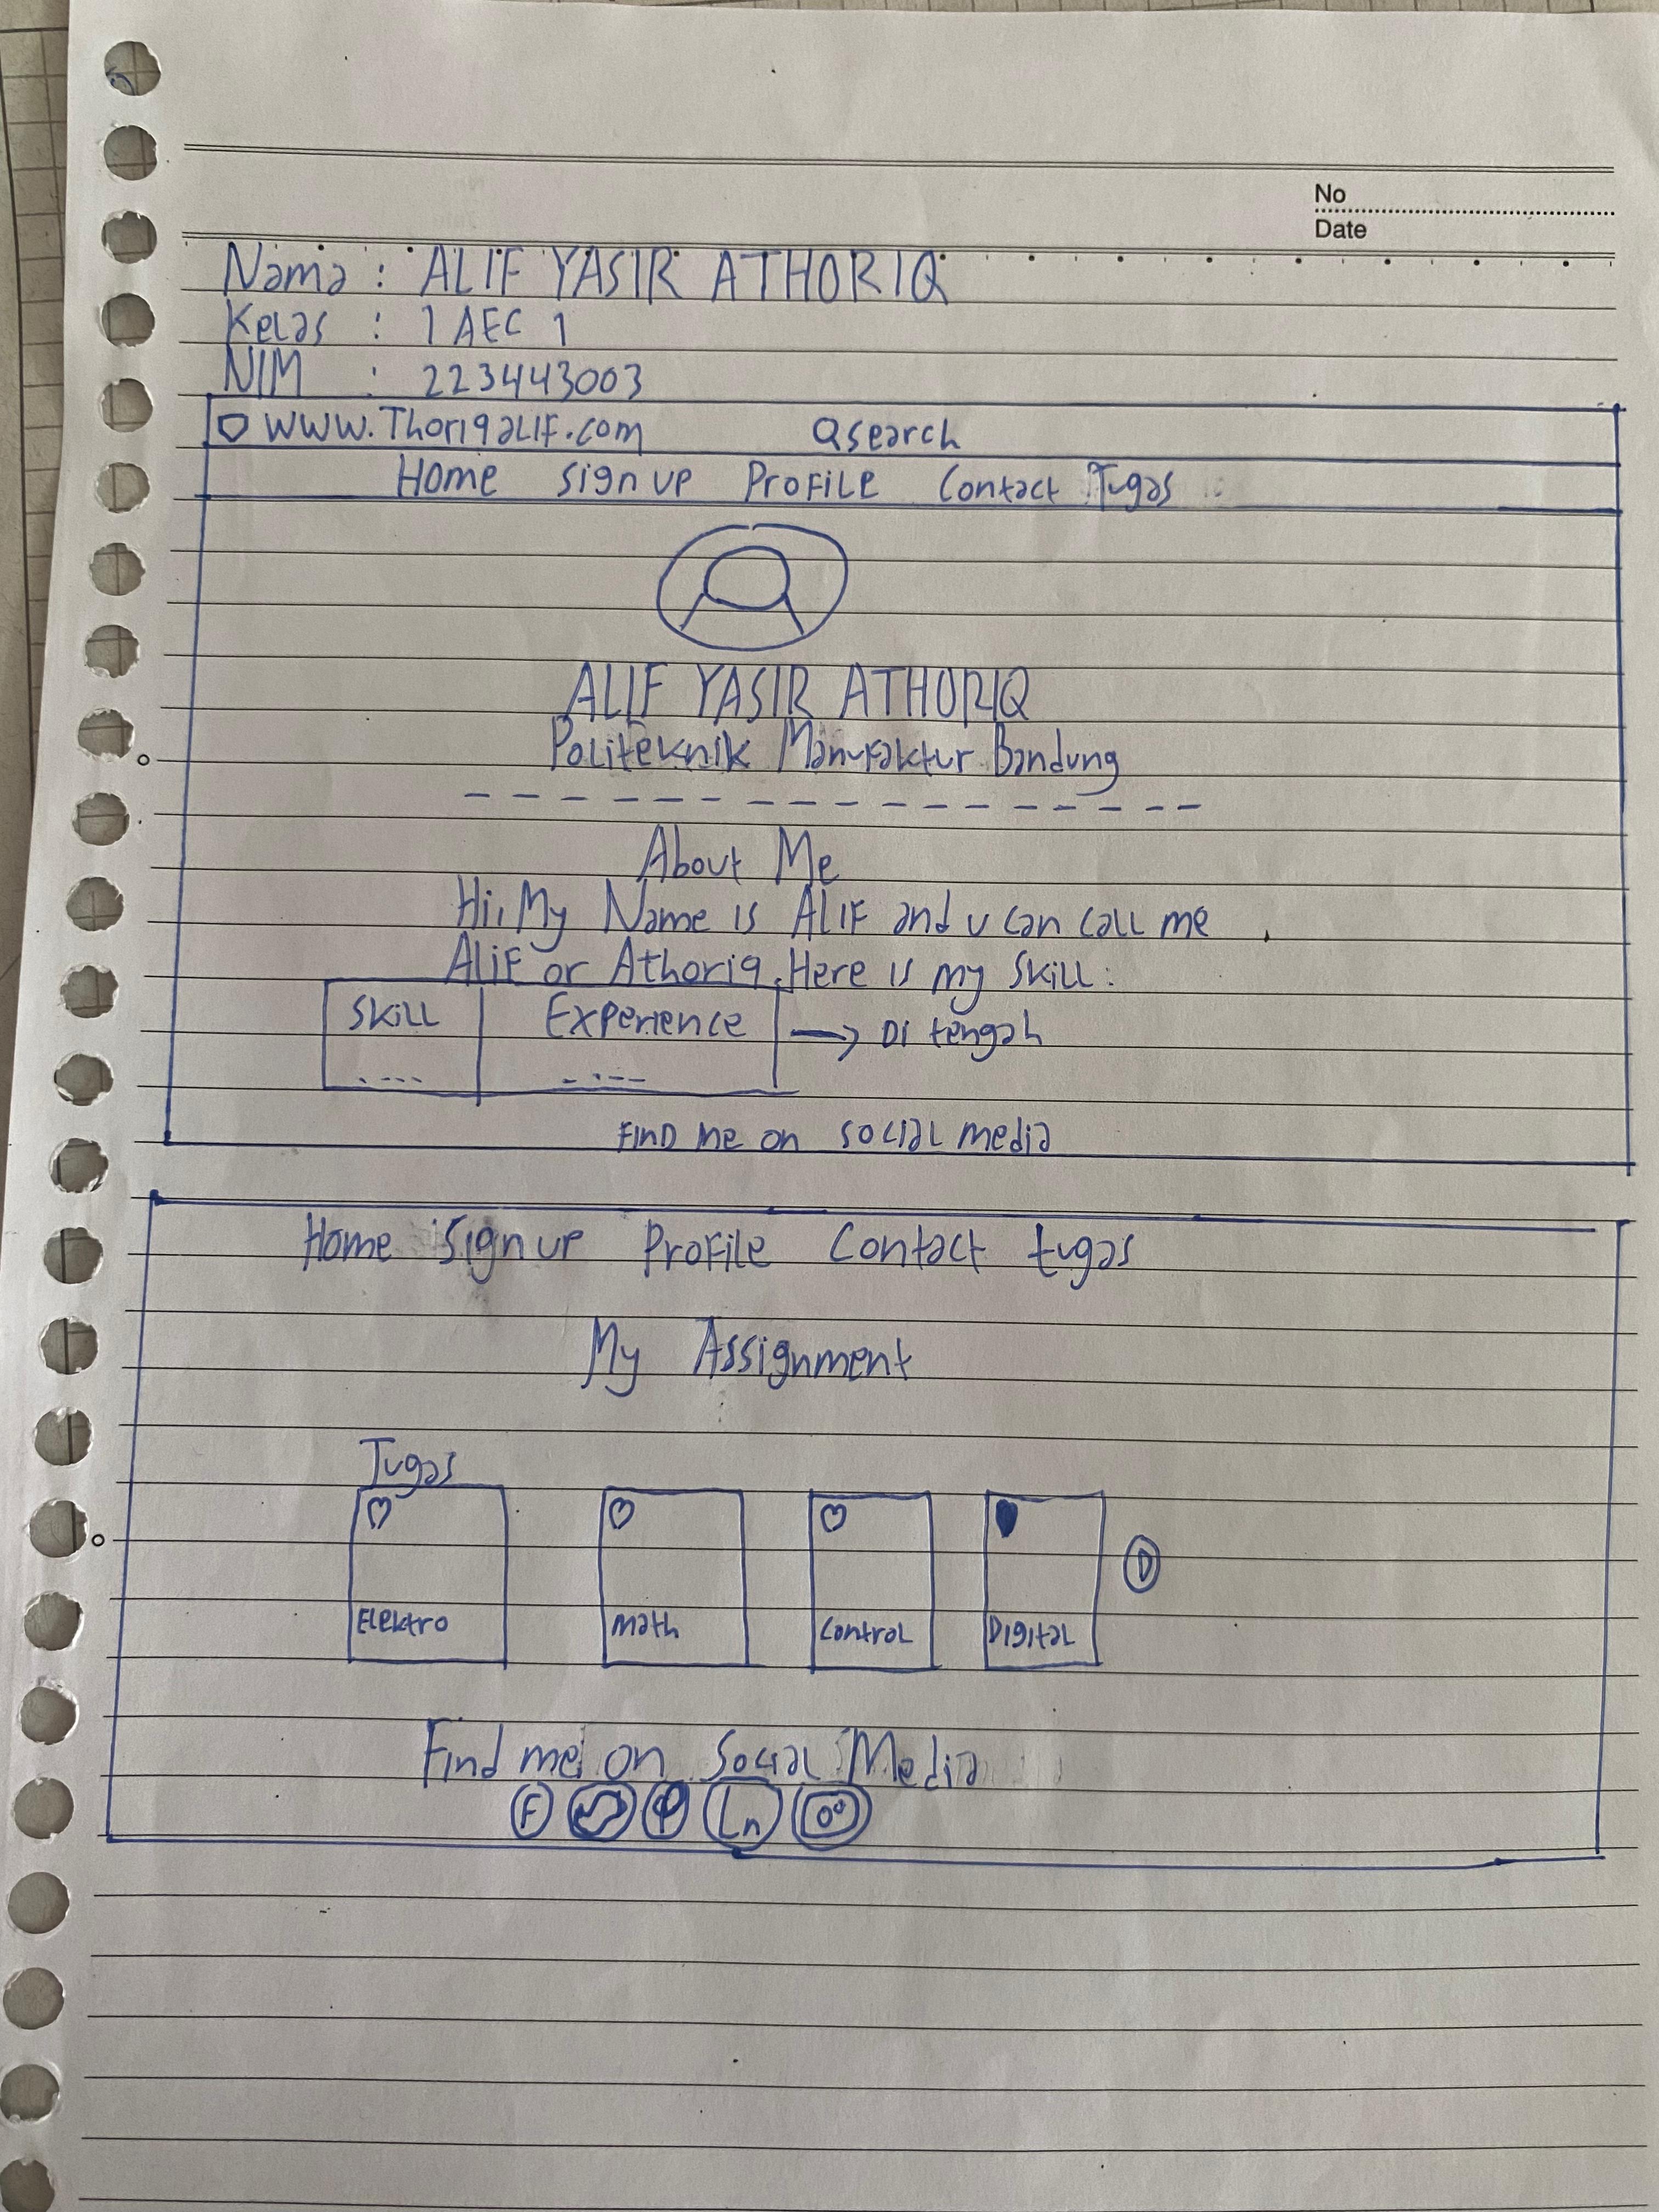 No
Date
Nama : ALIF YASIR ATHORIQ
Kelas : 1 AEC 1
NIM : 223443003
www.Thoriqalif.com Search
Home Sign up Profile Contact Tugas
ALIF YASIR ATHORIQ
Politeknik Manufaktur Bandung
About Me
Hi, My Name is Alif and u can call me
Alif or Athoriq. Here is my skill :
Skill Experience → Di tengah
Find me on social media
Home Sign up Profile Contact tugas
My Assignment
Tugas
Elektro Math Control Digital
Find me on Social Media
F Ln